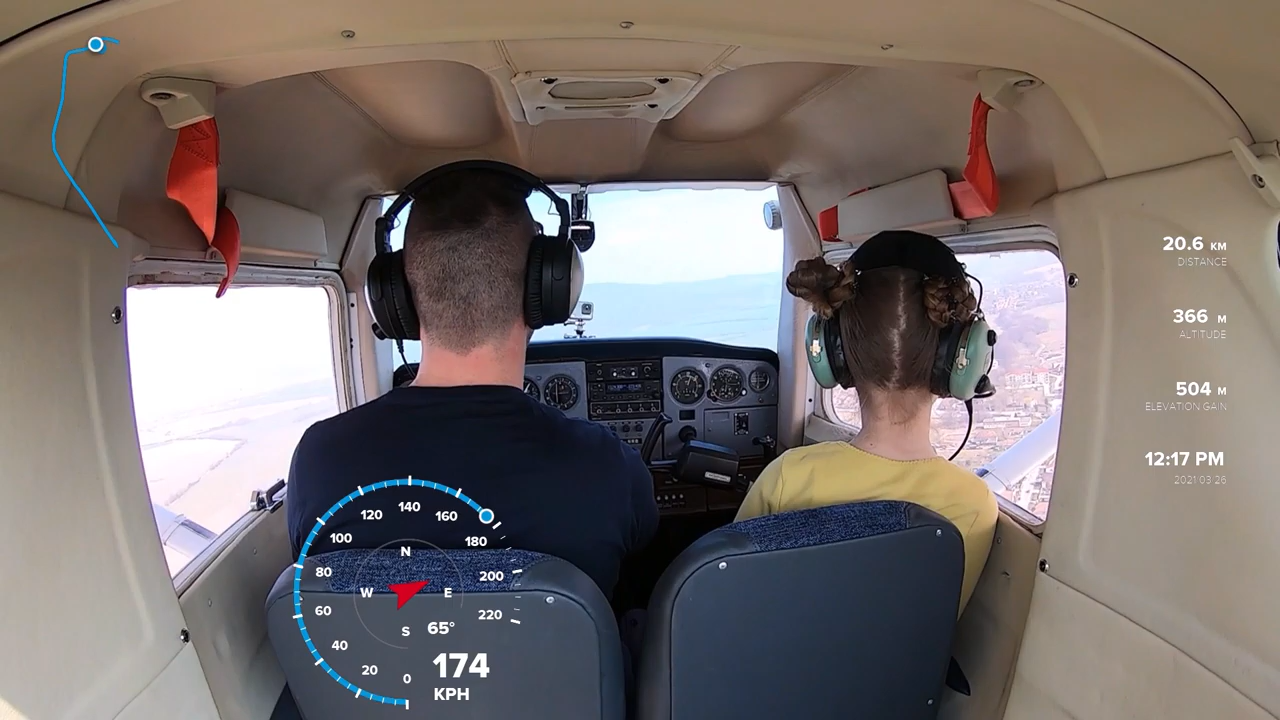 20.6 KM
DISTANCE
366 M
ALTITUDE
504 M
ELEVATION GAIN
12:17 PM
2021 03 26
120 140 160
100 180
N
80 200
W E
60 220
S 65°
40
20 0
174
KPH